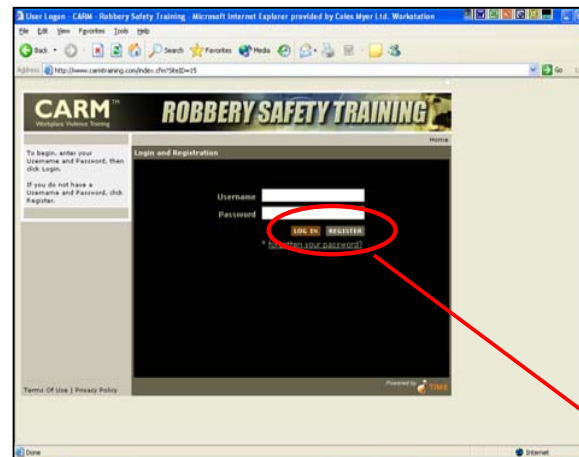 User Logon - CARM - Robbery Safety Training - Microsoft Internet Explorer provided by Coles Myer Ltd. Workstation
File Edit View Favorites Tools Help
Back Search Favorites Media
Address http://www.carmtraining.com/index.cfm?SiteID=15 Go
CARM™
Workplace Violence Training
ROBBERY SAFETY TRAINING
Home
To begin, enter your
Username and Password, then
click Login.
If you do not have a
Username and Password, click
Register.
Login and Registration
Username
Password
LOG IN REGISTER
* forgotten your password?
Terms Of Use | Privacy Policy
Powered by TIME
Done Internet